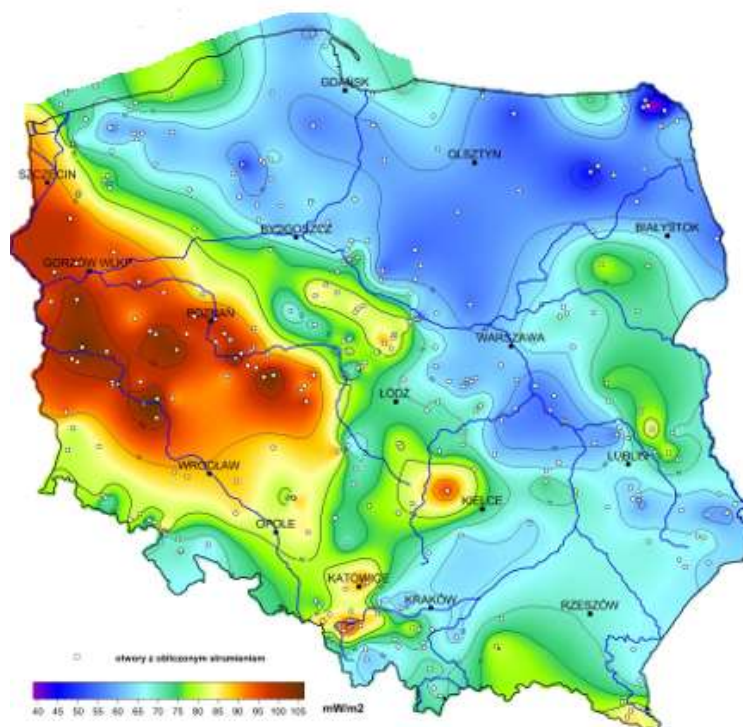 GDAŃSK
OLSZTYN
SZCZECIN
BYDGOSZCZ
BIAŁYSTOK
GORZÓW WLKP
POZNAŃ
WARSZAWA
ŁÓDŹ
WROCŁAW
LUBLIN
KIELCE
OPOLE
KATOWICE
KRAKÓW
RZESZÓW
otwory z obliczonym strumieniem
40 45 50 55 60 65 70 75 80 85 90 95 100 105 mW/m2